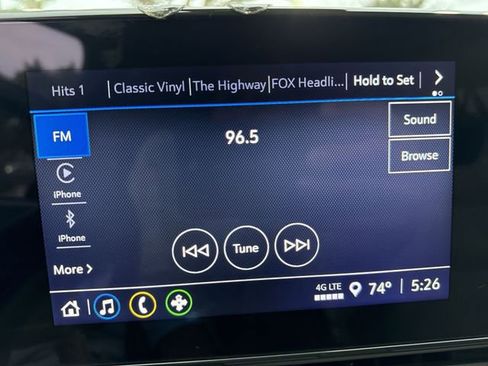 Hits 1 | Classic Vinyl | The Highway | FOX Headli... | Hold to Set | >
FM
96.5
Sound
Browse
iPhone
iPhone
Tune
More >
4G LTE
74° | 5:26